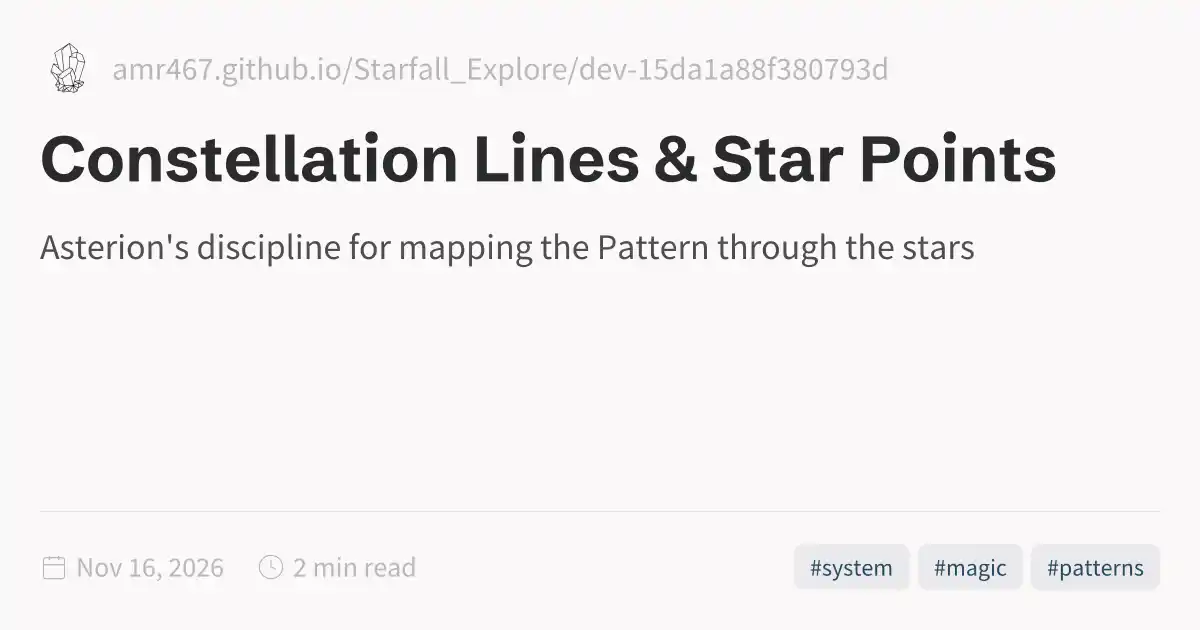 amr467.github.io/Starfall_Explore/dev-15da1a88f380793d
Constellation Lines & Star Points
Asterion's discipline for mapping the Pattern through the stars
Nov 16, 2026 2 min read #system #magic #patterns